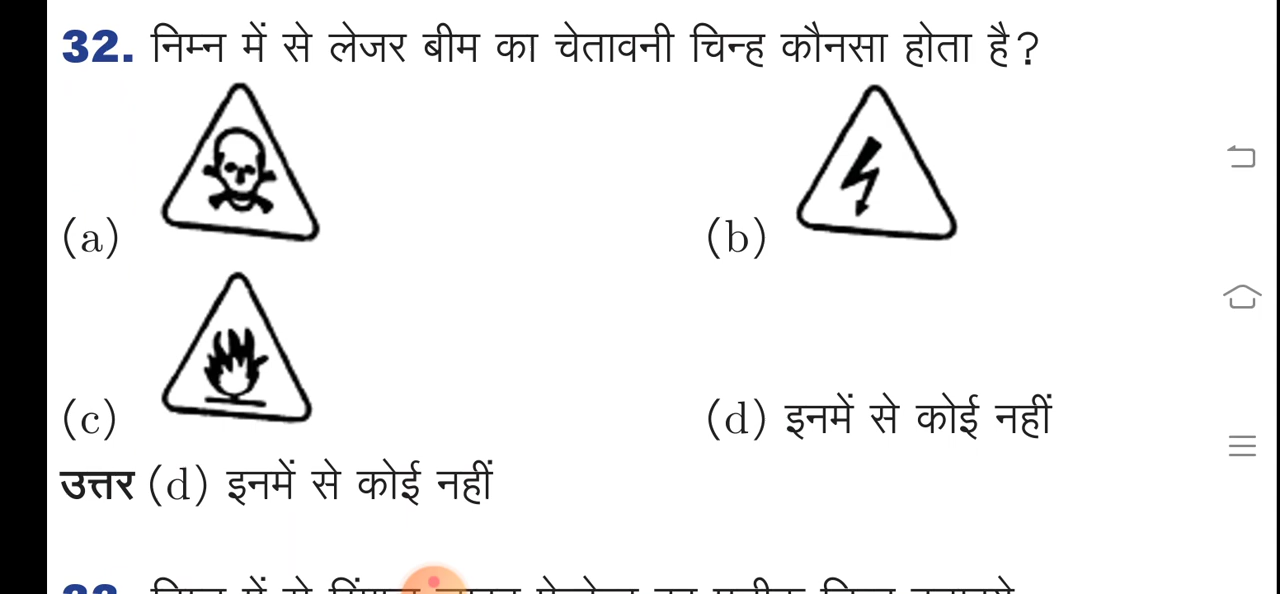 32. निम्न में से लेजर बीम का चेतावनी चिन्ह कौनसा होता है?
(a)
(b)
(c)
(d) इनमें से कोई नहीं
उत्तर (d) इनमें से कोई नहीं